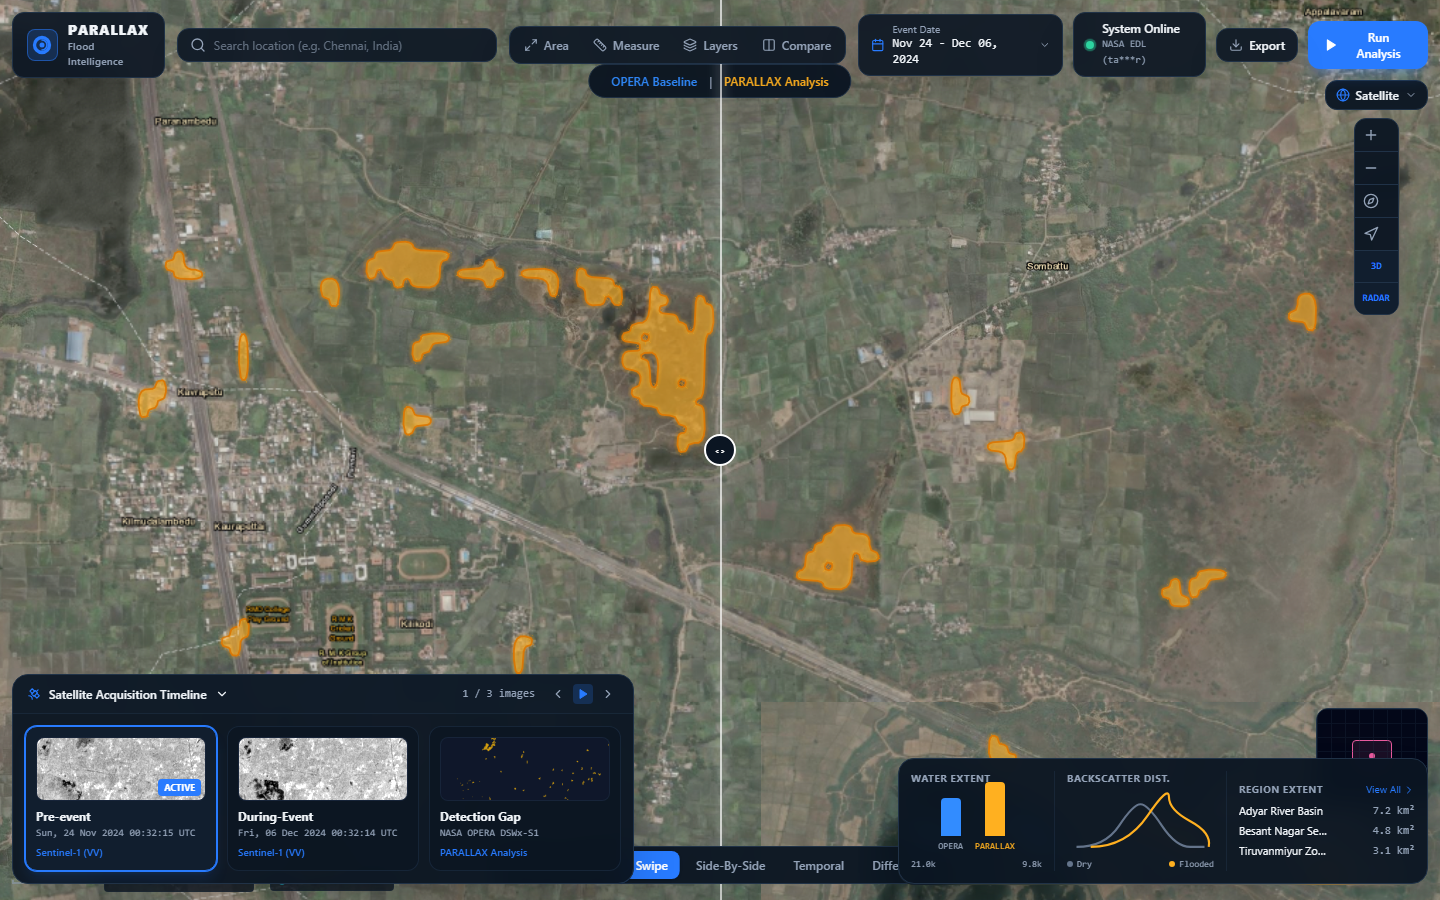 PARALLAX
Flood
Intelligence
Search location (e.g. Chennai, India)
Area
Measure
Layers
Compare
Event Date
Nov 24 - Dec 06,
2024
System Online
NASA EDL
(ta***r)
Export
Run
Analysis
OPERA Baseline | PARALLAX Analysis
Satellite
3D
RADAR
Appalavaram
Paranambedu
Sombattu
Kavrapetu
Kilmudalambedu
Kavrapettai
Kilikodi
RMD College
Satellite Acquisition Timeline
1 / 3 images
ACTIVE
Pre-event
Sun, 24 Nov 2024 00:32:15 UTC
Sentinel-1 (VV)
During-Event
Fri, 06 Dec 2024 00:32:14 UTC
Sentinel-1 (VV)
Detection Gap
NASA OPERA DSWx-S1
PARALLAX Analysis
Swipe
Side-By-Side
Temporal
Diffe
WATER EXTENT
OPERA
PARALLAX
21.0k
9.8k
BACKSCATTER DIST.
Dry
Flooded
REGION EXTENT
View All
Adyar River Basin 7.2 km²
Besant Nagar Se... 4.8 km²
Tiruvanmiyur Zo... 3.1 km²